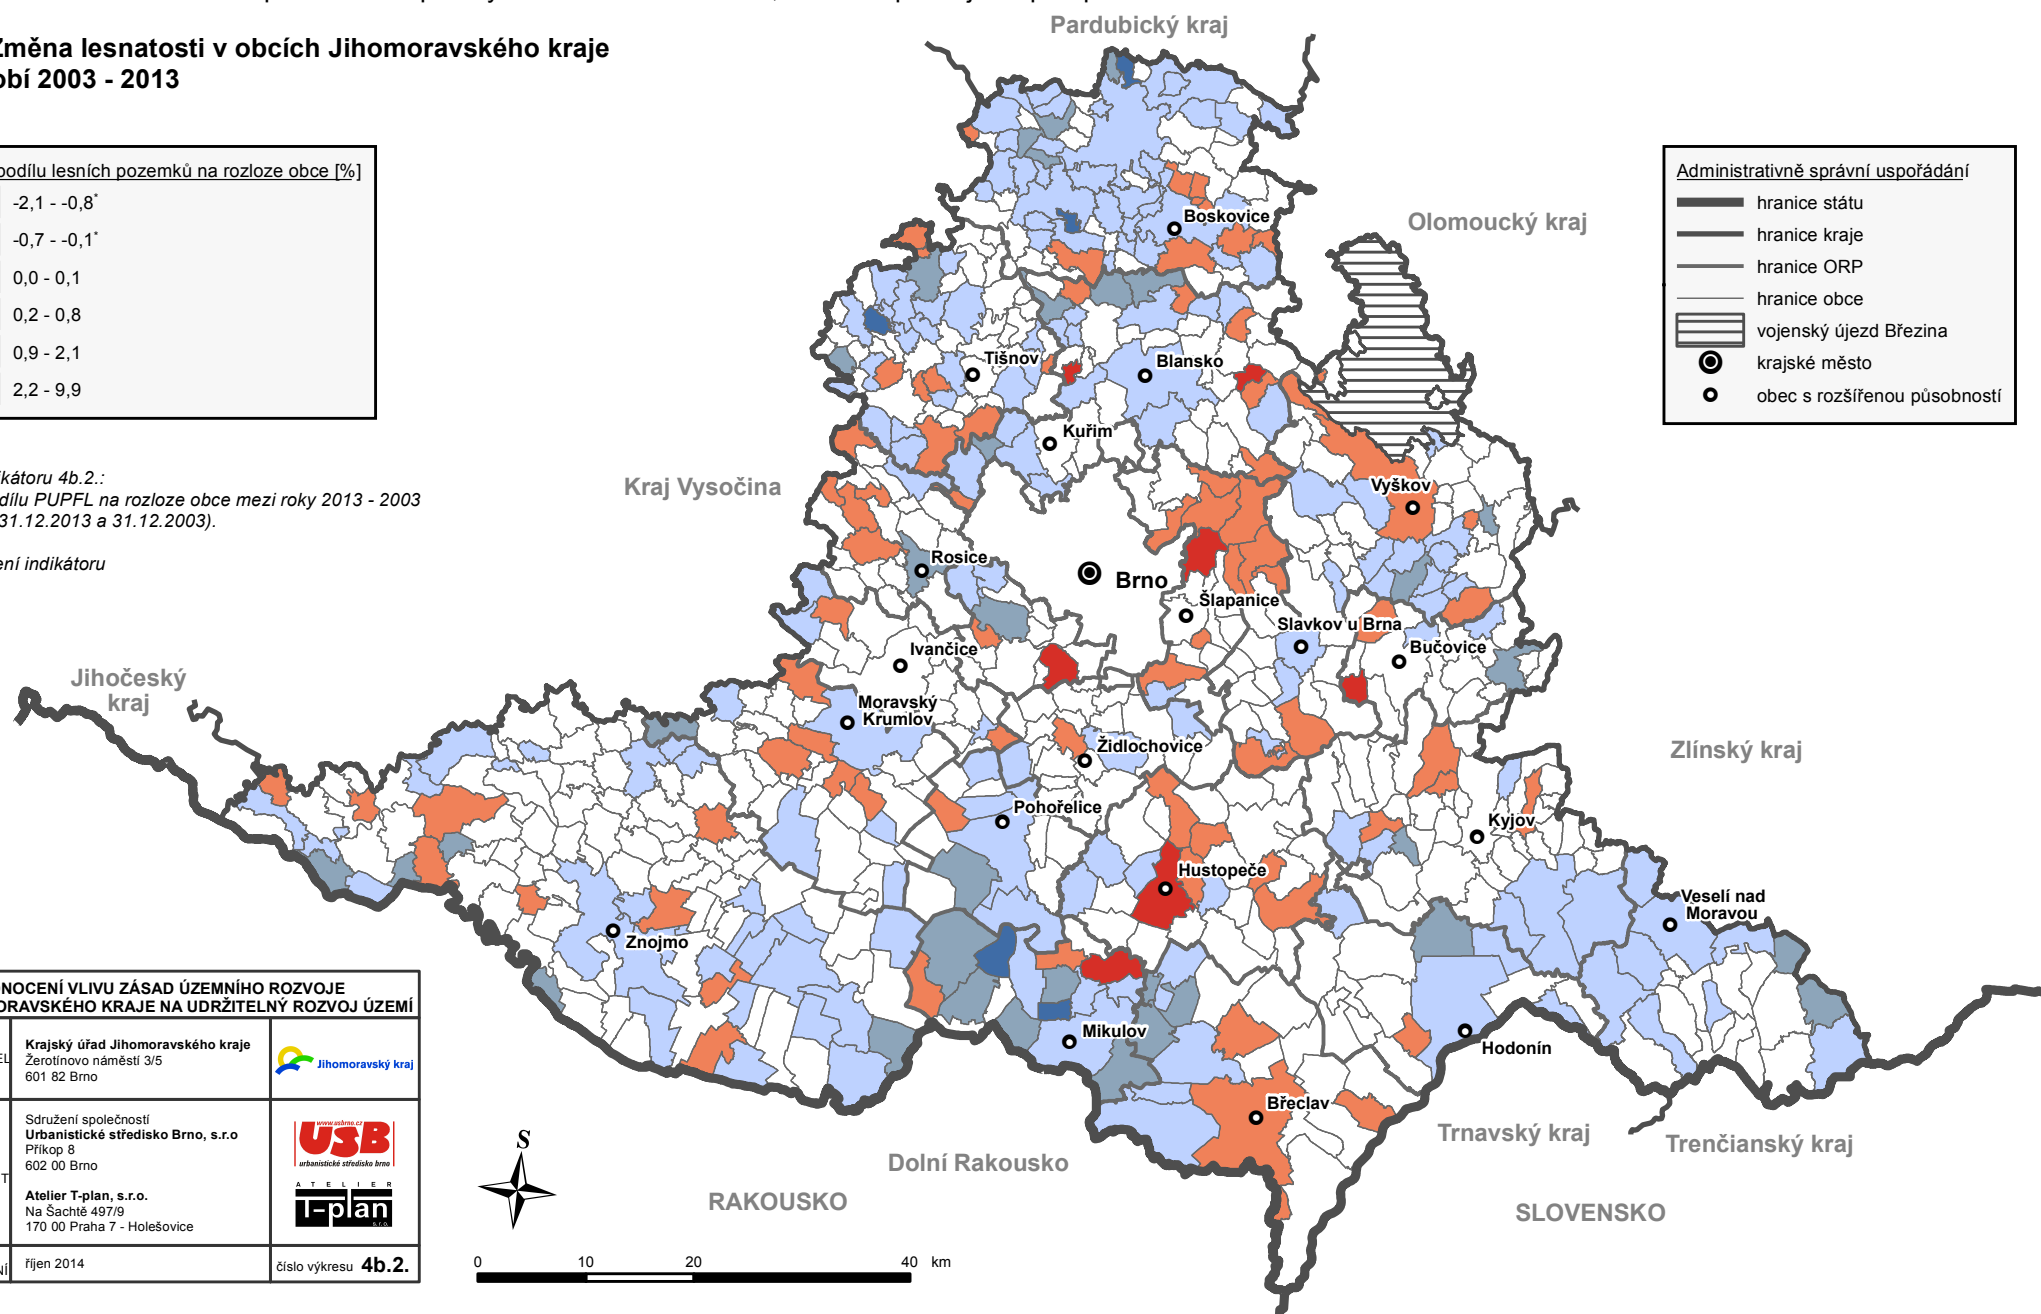 Změna lesnatosti v obcích Jihomoravského kraje
obí 2003 - 2013
podílu lesních pozemků na rozloze obce [%]
-2,1 - -0,8*
-0,7 - -0,1*
0,0 - 0,1
0,2 - 0,8
0,9 - 2,1
2,2 - 9,9
kátoru 4b.2.:
dílu PUPFL na rozloze obce mezi roky 2013 - 2003
31.12.2013 a 31.12.2003).
ení indikátoru
Administrativně správní uspořádání
hranice státu
hranice kraje
hranice ORP
hranice obce
vojenský újezd Březina
krajské město
obec s rozšířenou působností
Pardubický kraj
Olomoucký kraj
Kraj Vysočina
Jihočeský
kraj
Zlínský kraj
Trnavský kraj
Trenčianský kraj
Dolní Rakousko
RAKOUSKO
SLOVENSKO
Boskovice
Tišnov
Blansko
Kuřim
Vyškov
Rosice
Brno
Šlapanice
Slavkov u Brna
Bučovice
Ivančice
Moravský
Krumlov
Židlochovice
Pohořelice
Kyjov
Hustopeče
Veselí nad
Moravou
Znojmo
Mikulov
Hodonín
Břeclav
NOCENÍ VLIVU ZÁSAD ÚZEMNÍHO ROZVOJE
ORAVSKÉHO KRAJE NA UDRŽITELNÝ ROZVOJ ÚZEMÍ
EL
Krajský úřad Jihomoravského kraje
Žerotínovo náměstí 3/5
601 82 Brno
Jihomoravský kraj
T
Sdružení společností
Urbanistické středisko Brno, s.r.o
Příkop 8
602 00 Brno
Atelier T-plan, s.r.o.
Na Šachtě 497/9
170 00 Praha 7 - Holešovice
www.usbrno.cz
USB
urbanistické středisko brno
ATELIER
T-plan
s.r.o.
NÍ
říjen 2014
číslo výkresu 4b.2.
S
0 10 20 40 km